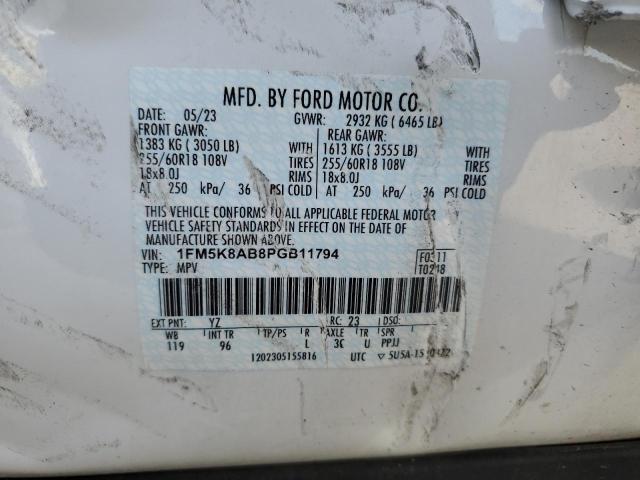 MFD. BY FORD MOTOR CO.
DATE: 05/23 GVWR: 2932 KG ( 6465 LB)
FRONT GAWR: REAR GAWR:
1383 KG ( 3050 LB) WITH 1613 KG ( 3555 LB) WITH
255/60R18 108V TIRES 255/60R18 108V TIRES
18x8.0J RIMS 18x8.0J RIMS
AT 250 kPa/ 36 PSI COLD AT 250 kPa/ 36 PSI COLD
THIS VEHICLE CONFORMS TO ALL APPLICABLE FEDERAL MOTOR
VEHICLE SAFETY STANDARDS IN EFFECT ON THE DATE OF
MANUFACTURE SHOWN ABOVE.
VIN: 1FM5K8AB8PGB11794
TYPE: MPV
EXT PNT: YZ RC: 23 DSO:
WB INT TR TP/PS R AXLE TR SPR
119 96 L 3C U PPJJ
1202305155816 UTC